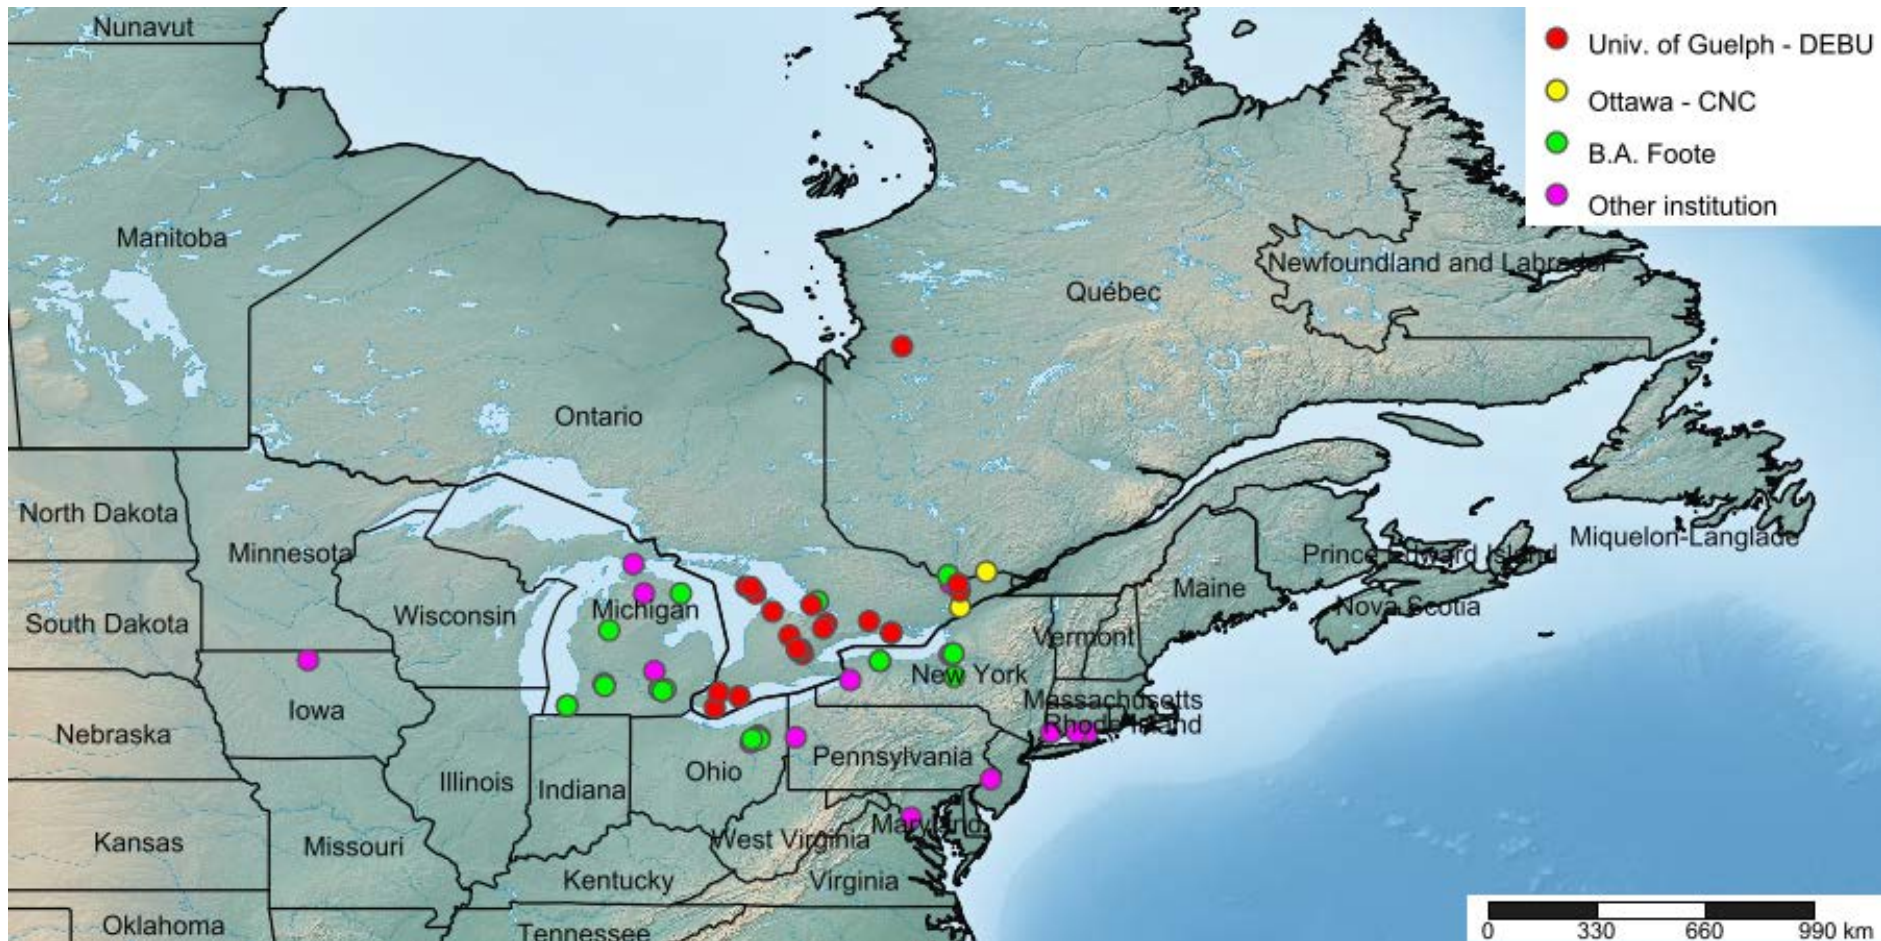 Nunavut
Univ. of Guelph - DEBU
Ottawa - CNC
B.A. Foote
Other institution
Manitoba
Newfoundland and Labrador
Québec
Ontario
North Dakota
Minnesota
Prince Edward Island
Miquelon-Langlade
Maine
Wisconsin
Michigan
Nova Scotia
South Dakota
Vermont
New York
Massachusetts
Iowa
Rhode Island
Nebraska
Pennsylvania
Ohio
Illinois
Indiana
Maryland
West Virginia
Kansas
Missouri
Kentucky
Virginia
Oklahoma
Tennessee
0 330 660 990 km